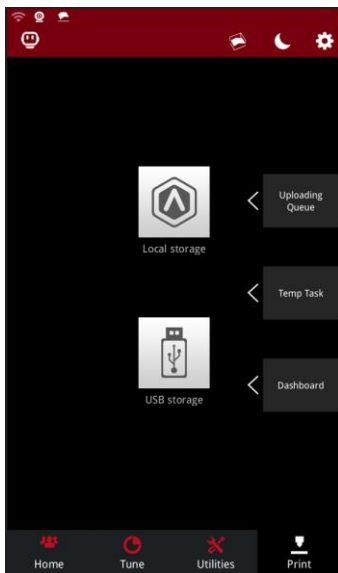 Uploading
Queue
Local storage
Temp Task
Dashboard
USB storage
Home
Tune
Utilities
Print